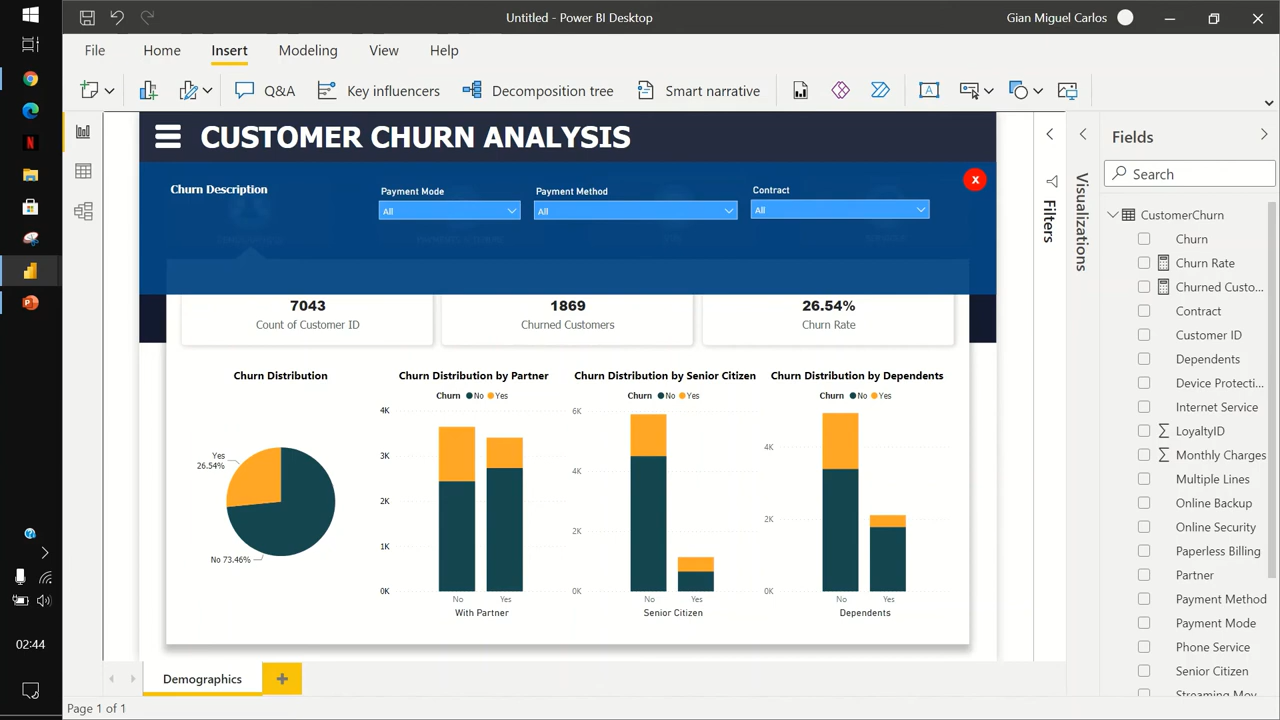 Untitled - Power BI Desktop
Gian Miguel Carlos
File
Home
Insert
Modeling
View
Help
Q&A
Key influencers
Decomposition tree
Smart narrative
CUSTOMER CHURN ANALYSIS
Churn Description
Payment Mode
All
Payment Method
All
Contract
All
X
7043
Count of Customer ID
1869
Churned Customers
26.54%
Churn Rate
Churn Distribution
Yes
26.54%
No 73.46%
Churn Distribution by Partner
Churn No Yes
4K
3K
2K
1K
0K
No Yes
With Partner
Churn Distribution by Senior Citizen
Churn No Yes
6K
4K
2K
0K
No Yes
Senior Citizen
Churn Distribution by Dependents
Churn No Yes
4K
2K
0K
No Yes
Dependents
Filters
Visualizations
Fields
Search
CustomerChurn
Churn
Churn Rate
Churned Custo...
Contract
Customer ID
Dependents
Device Protecti...
Internet Service
LoyaltyID
Monthly Charges
Multiple Lines
Online Backup
Online Security
Paperless Billing
Partner
Payment Method
Payment Mode
Phone Service
Senior Citizen
Streaming Mov...
02:44
Demographics
Page 1 of 1